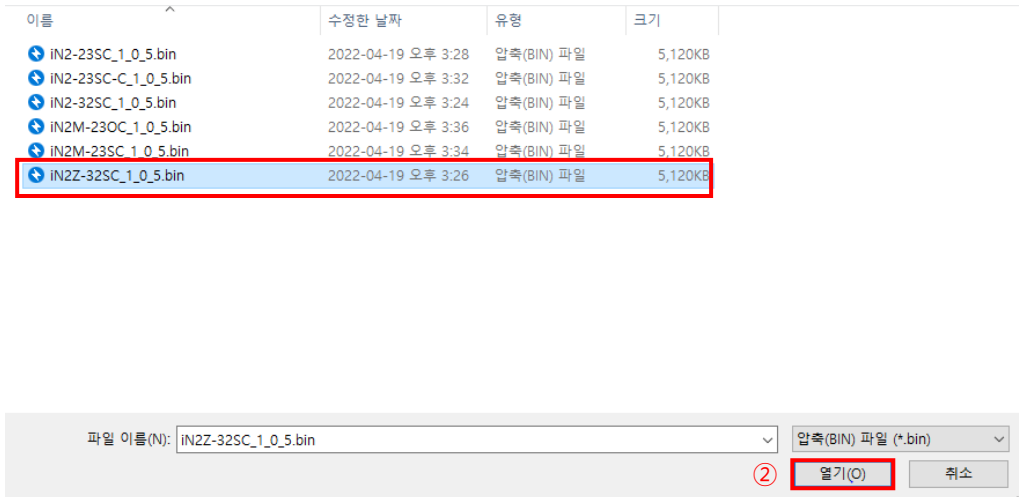 이름 수정한 날짜 유형 크기
iN2-23SC_1_0_5.bin 2022-04-19 오후 3:28 압축(BIN) 파일 5,120KB
iN2-23SC-C_1_0_5.bin 2022-04-19 오후 3:32 압축(BIN) 파일 5,120KB
iN2-32SC_1_0_5.bin 2022-04-19 오후 3:24 압축(BIN) 파일 5,120KB
iN2M-23OC_1_0_5.bin 2022-04-19 오후 3:36 압축(BIN) 파일 5,120KB
iN2M-23SC_1_0_5.bin 2022-04-19 오후 3:34 압축(BIN) 파일 5,120KB
iN2Z-32SC_1_0_5.bin 2022-04-19 오후 3:26 압축(BIN) 파일 5,120KB
파일 이름(N): iN2Z-32SC_1_0_5.bin 압축(BIN) 파일 (*.bin)
② 열기(O) 취소